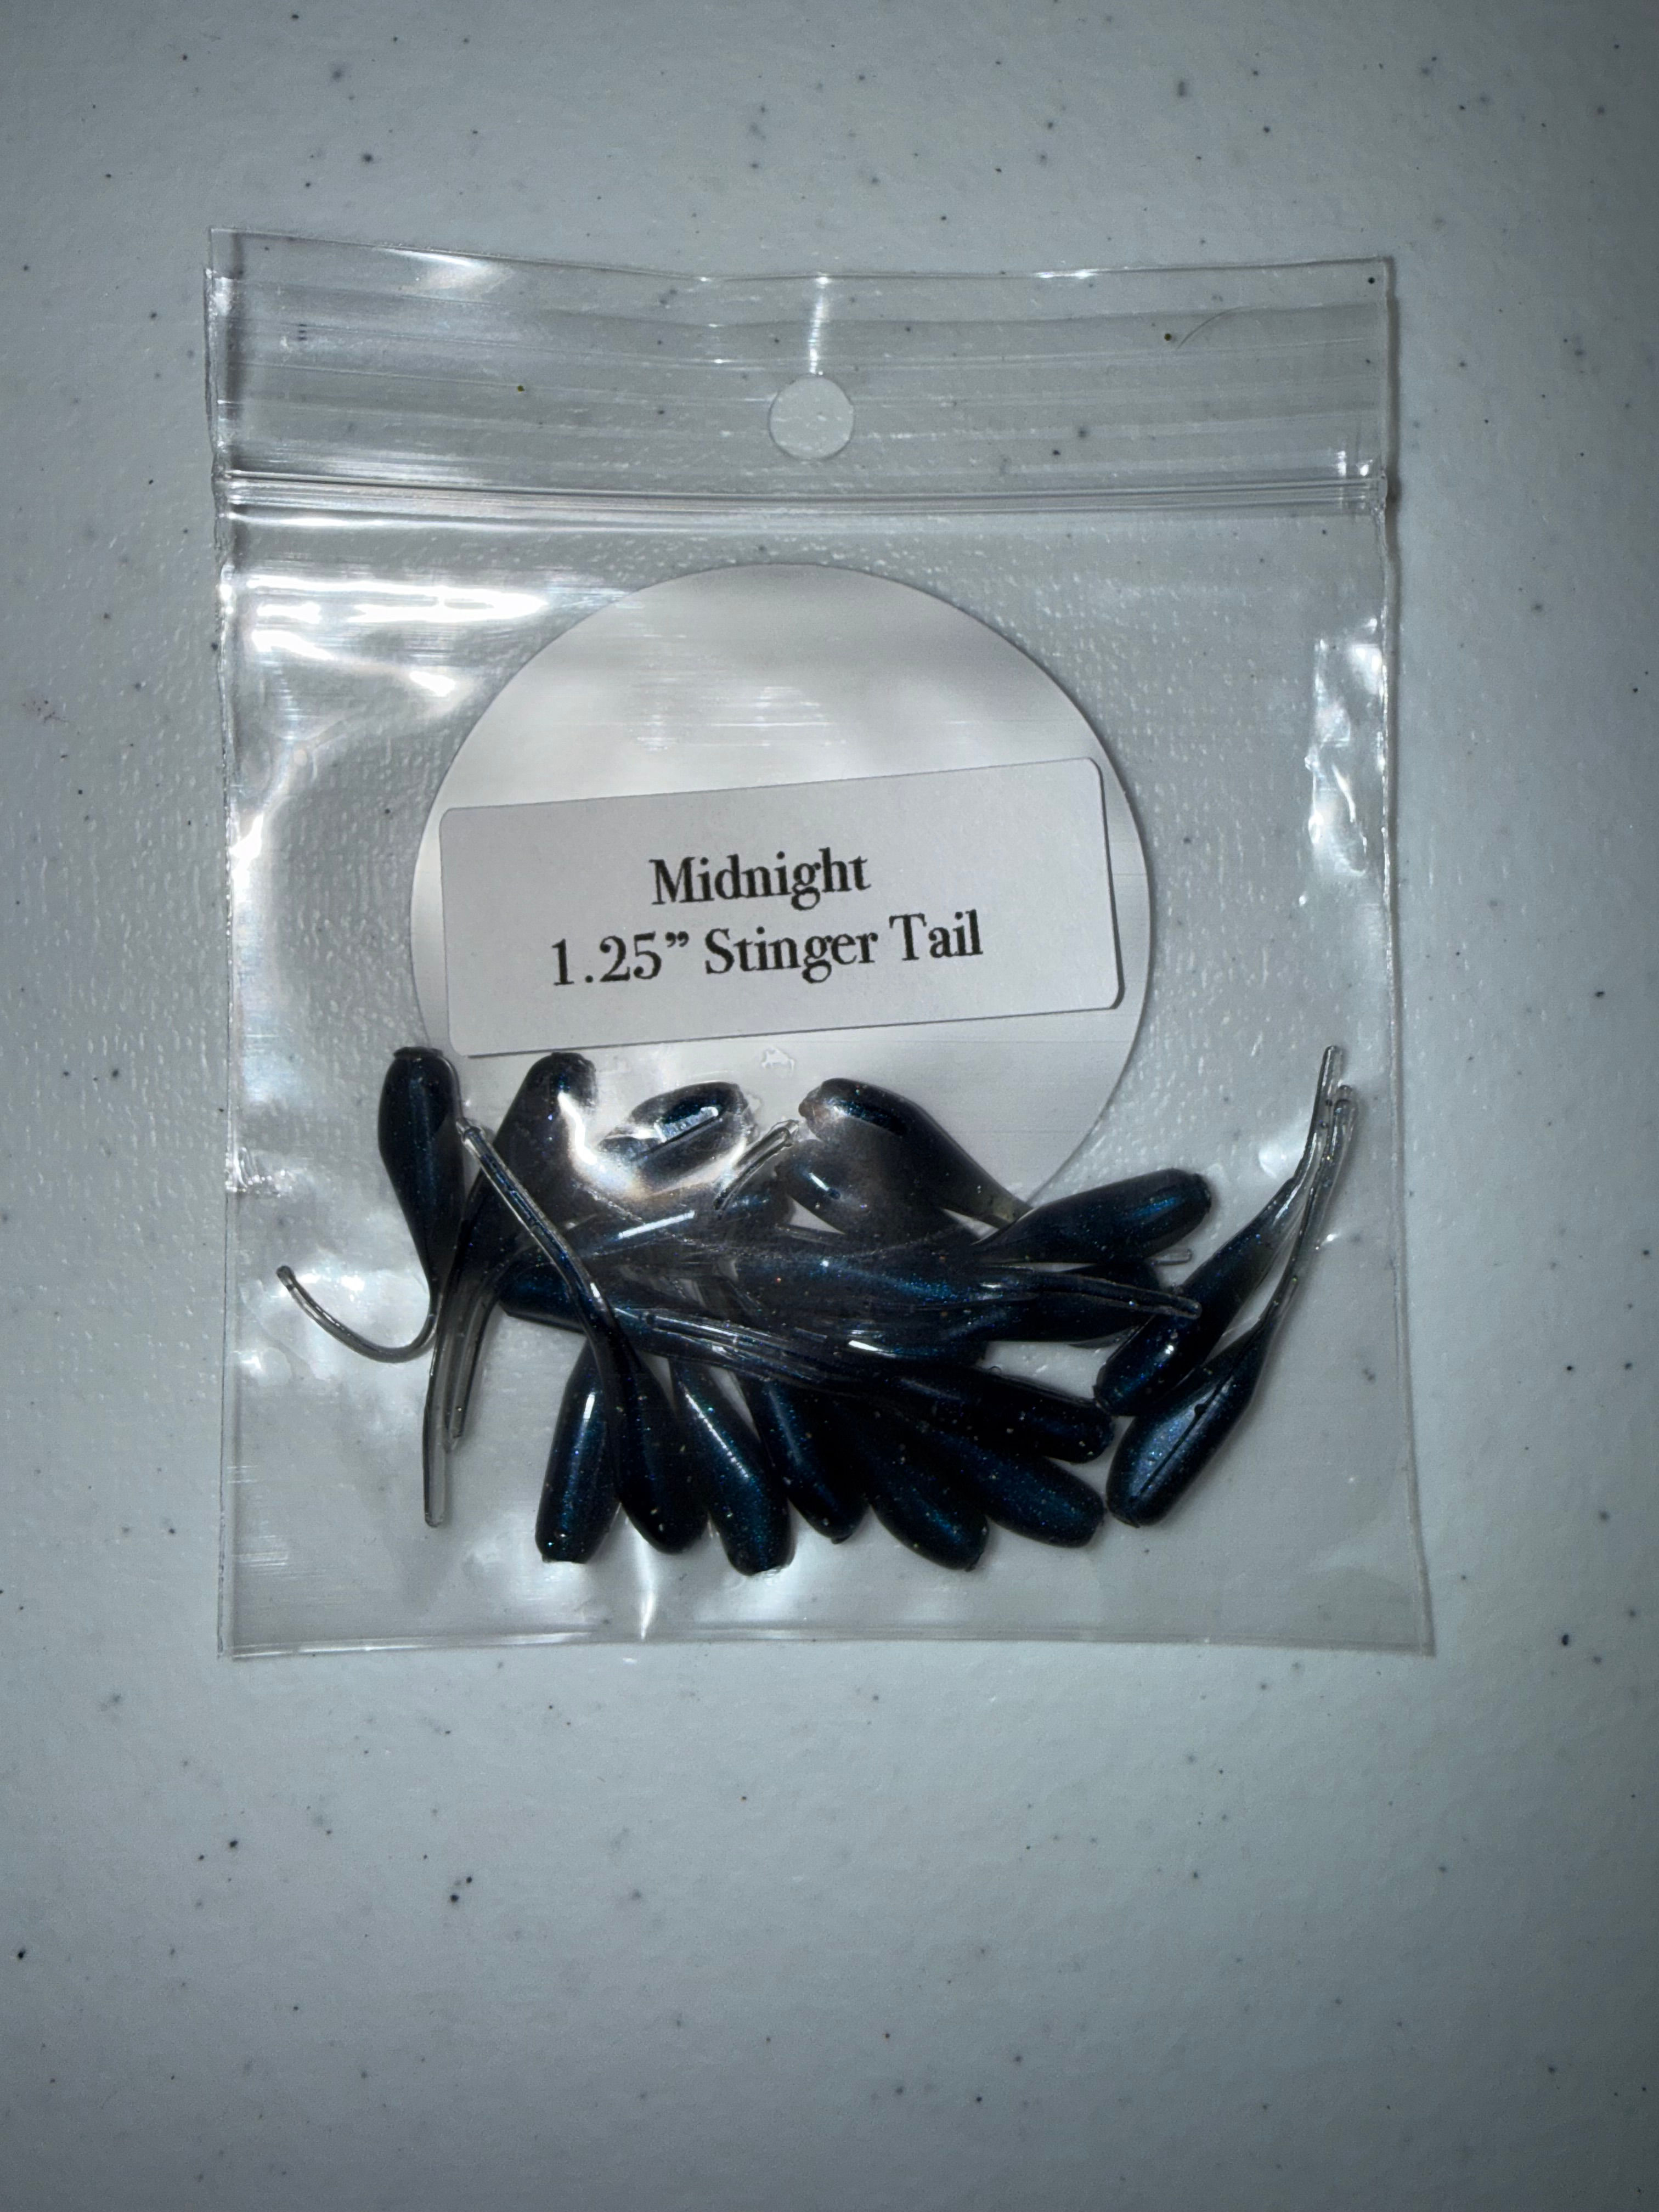 Midnight
1.25” Stinger Tail